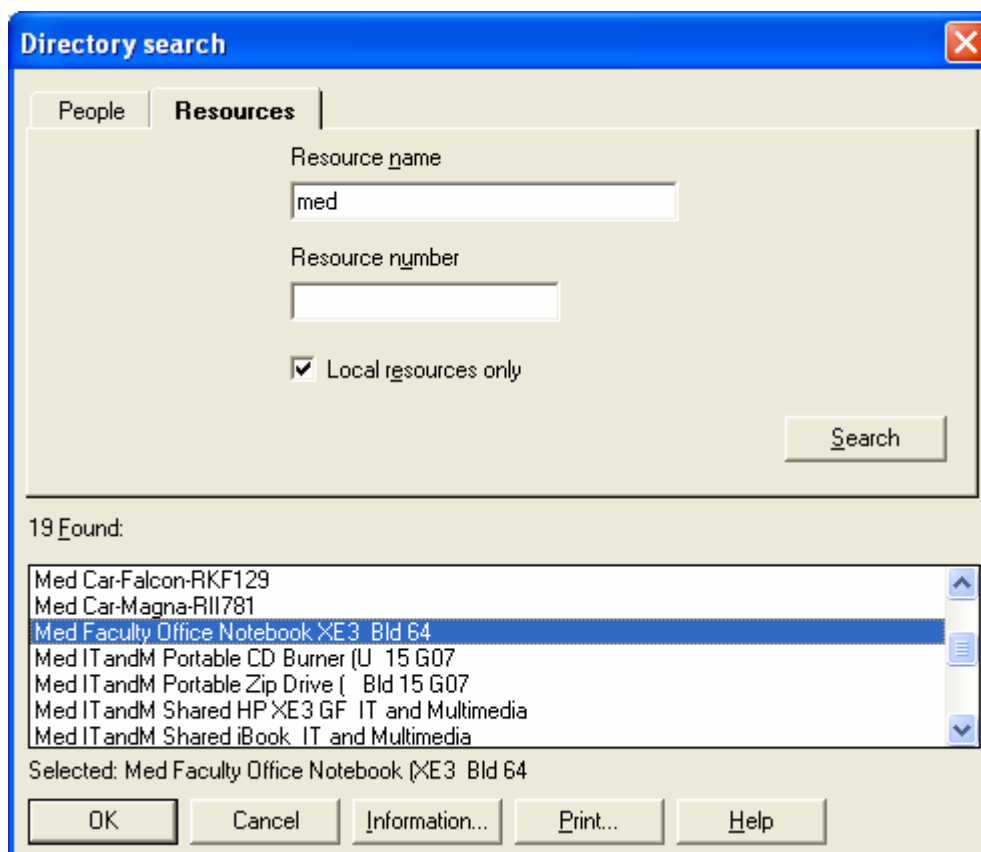 Directory search
People Resources
Resource name
med
Resource number
Local resources only
Search
19 Found:
Med Car-Falcon-RKF129
Med Car-Magna-RII781
Med Faculty Office Notebook XE3 Bld 64
Med ITandM Portable CD Burner (U 15 G07
Med ITandM Portable Zip Drive ( Bld 15 G07
Med ITandM Shared HP XE3 GF IT and Multimedia
Med ITandM Shared iBook IT and Multimedia
Selected: Med Faculty Office Notebook (XE3 Bld 64
OK Cancel Information... Print... Help